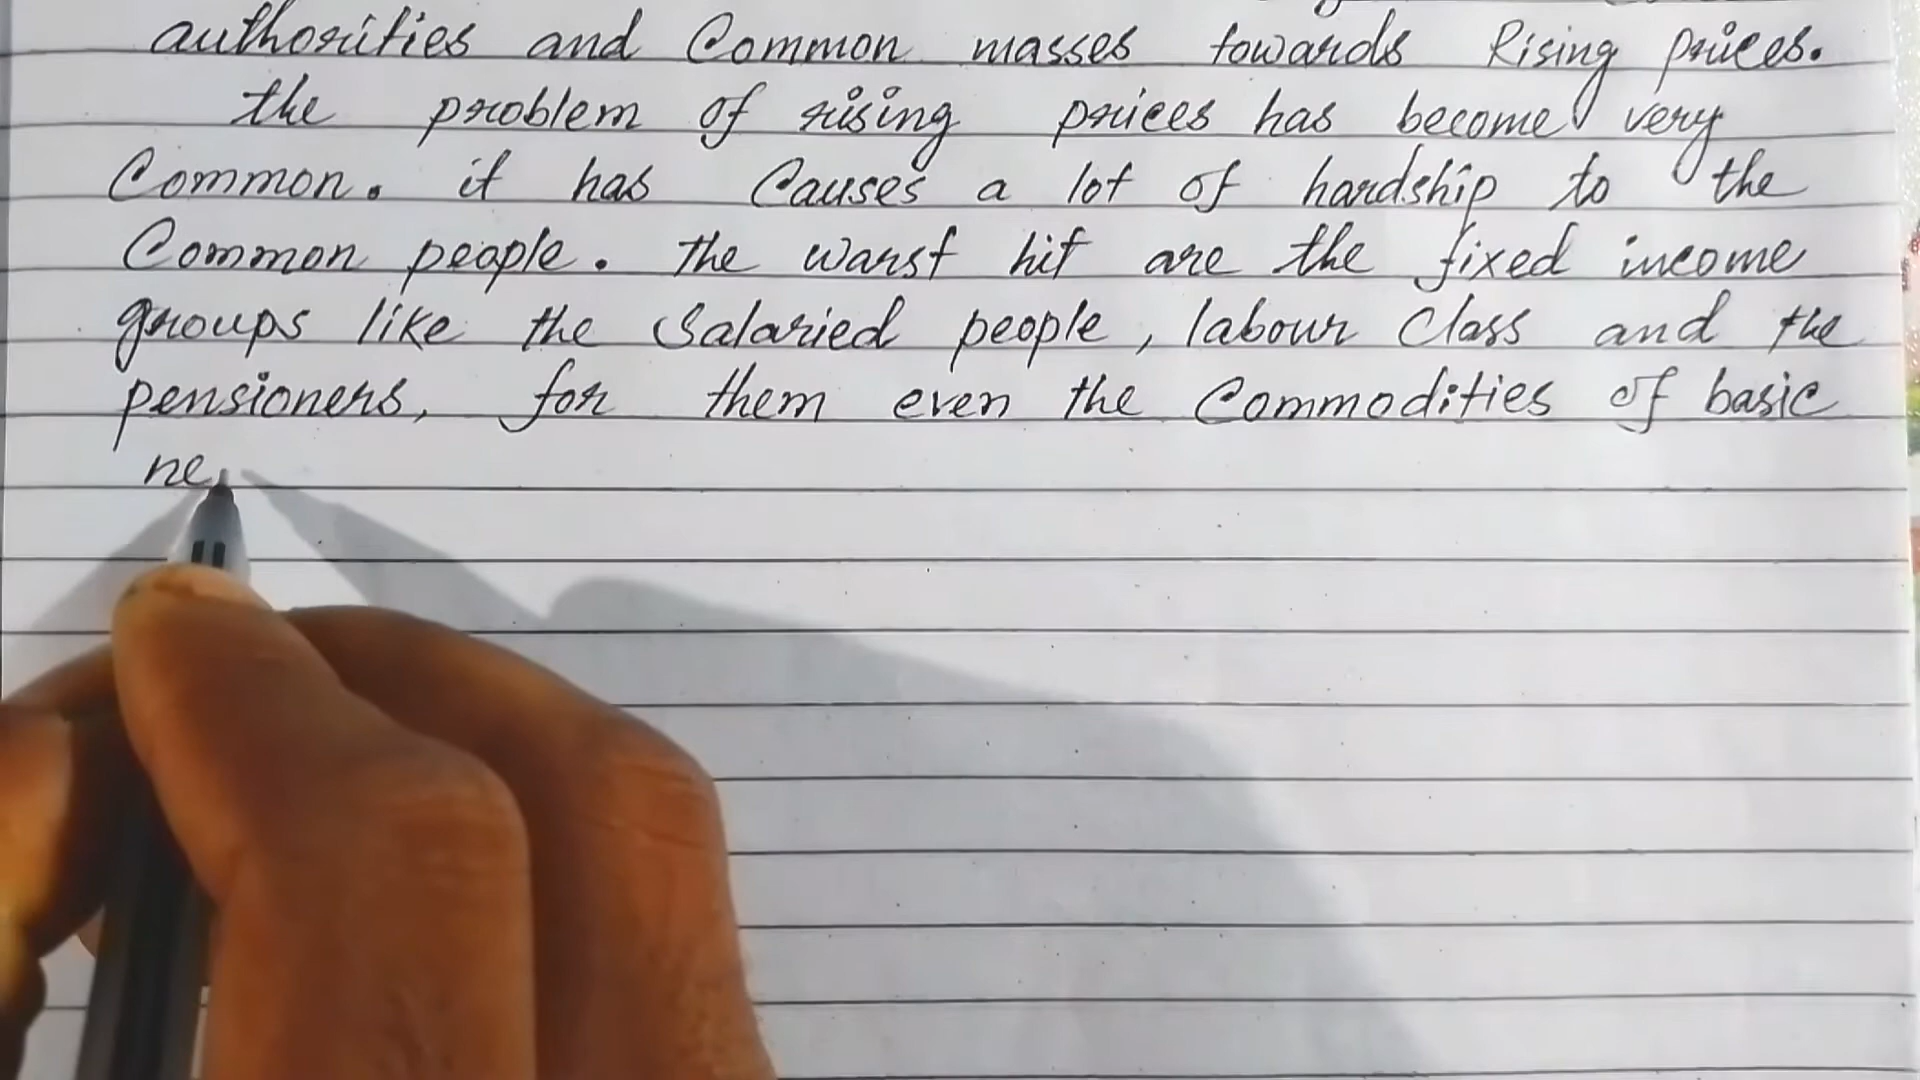 authorities and Common masses towards Rising prices.
the problem of rising prices has become very
Common. it has Causes a lot of hardship to the
Common people. the warst hit are the fixed income
groups like the Salaried people, labour Class and the
pensioners, for them even the Commodities of basic
ne